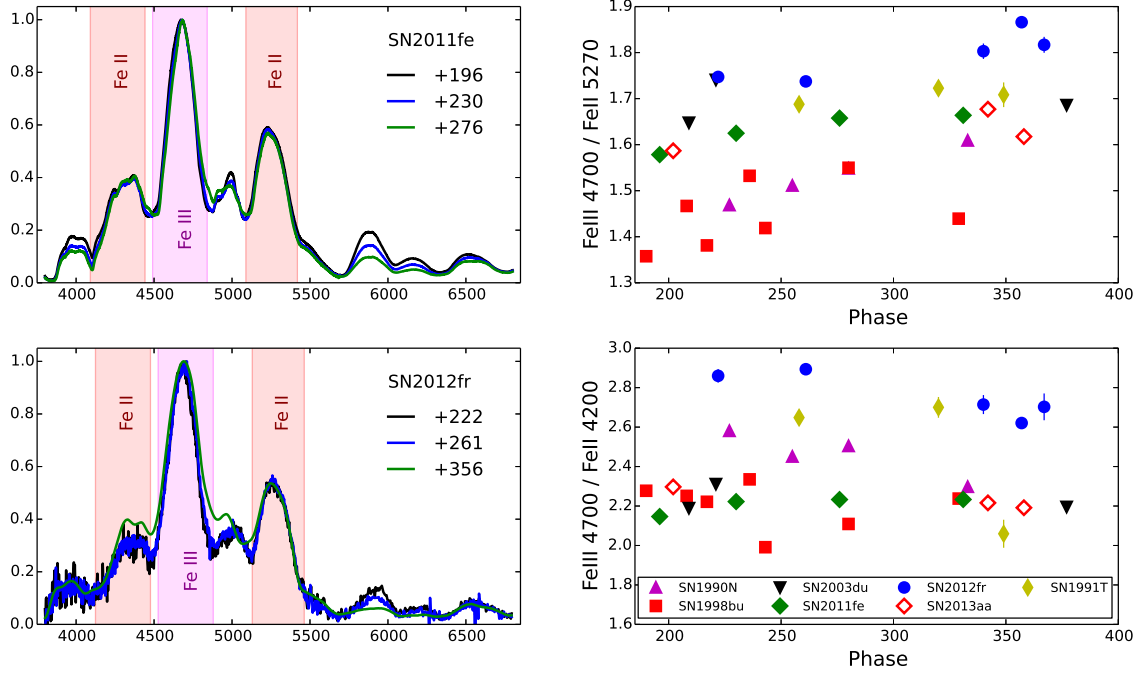 1.0
0.8
0.6
0.4
0.2
0.0
4000 4500 5000 5500 6000 6500
Fe II
Fe III
Fe II
SN2011fe
+196
+230
+276
1.9
1.8
1.7
1.6
1.5
1.4
1.3
200 250 300 350 400
FeIII 4700 / FeII 5270
Phase
1.0
0.8
0.6
0.4
0.2
0.0
4000 4500 5000 5500 6000 6500
Fe II
Fe III
Fe II
SN2012fr
+222
+261
+356
3.0
2.8
2.6
2.4
2.2
2.0
1.8
1.6
200 250 300 350 400
FeIII 4700 / FeII 4200
Phase
SN1990N SN2003du SN2012fr SN1991T
SN1998bu SN2011fe SN2013aa